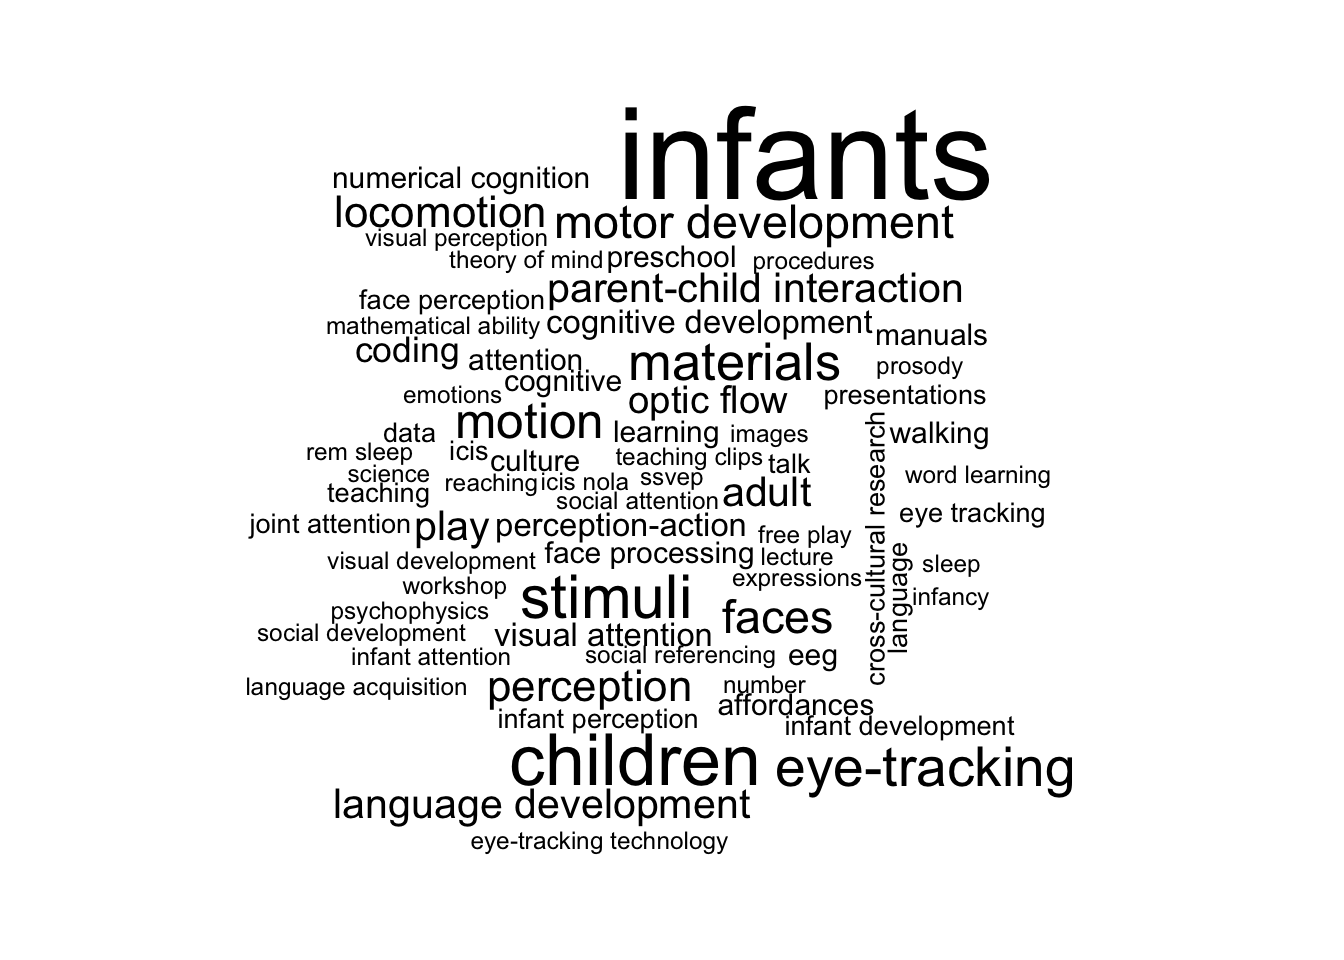 infants
numerical cognition
locomotion
motor development
visual perception
theory of mind
preschool
procedures
parent-child interaction
face perception
mathematical ability
cognitive development
manuals
coding
attention
materials
prosody
cognitive
emotions
optic flow
presentations
motion
data
learning
images
walking
rem sleep
icis
culture
teaching clips
talk
science
reaching
icis nola
ssvep
word learning
teaching
social attention
adult
cross-cultural research
joint attention
play
perception-action
free play
eye tracking
visual development
face processing
lecture
sleep
workshop
expressions
language
psychophysics
stimuli
faces
infancy
social development
visual attention
infant attention
social referencing
eeg
language acquisition
perception
number
affordances
infant perception
infant development
children
eye-tracking
language development
eye-tracking technology